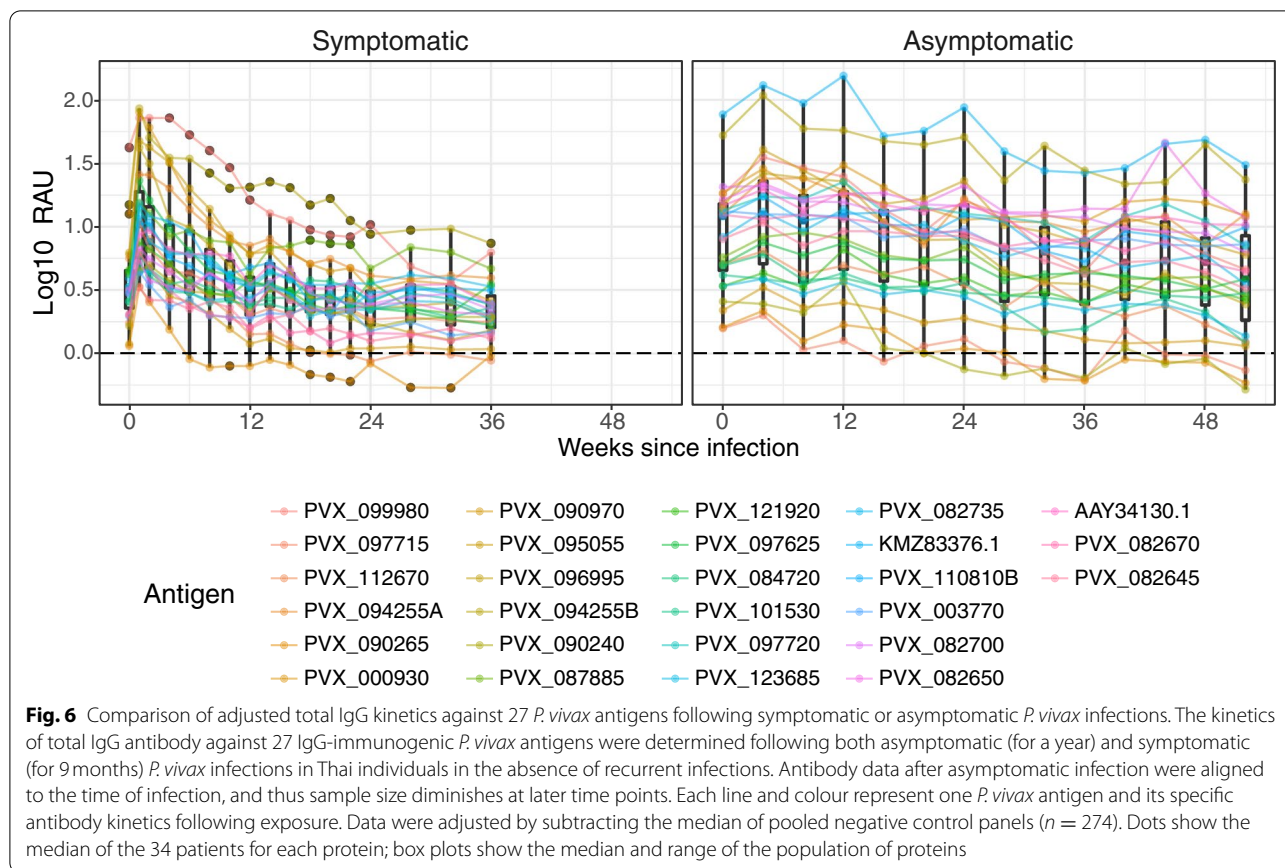 Symptomatic Asymptomatic
2.0
1.5
1.0
0.5
0.0
Log10 RAU
0 12 24 36 48 0 12 24 36 48
Weeks since infection
Antigen
PVX_099980 PVX_090970 PVX_121920 PVX_082735 AAY34130.1
PVX_097715 PVX_095055 PVX_097625 KMZ83376.1 PVX_082670
PVX_112670 PVX_096995 PVX_084720 PVX_110810B PVX_082645
PVX_094255A PVX_094255B PVX_101530 PVX_003770
PVX_090265 PVX_090240 PVX_097720 PVX_082700
PVX_000930 PVX_087885 PVX_123685 PVX_082650
Fig. 6 Comparison of adjusted total IgG kinetics against 27 P. vivax antigens following symptomatic or asymptomatic P. vivax infections. The kinetics
of total IgG antibody against 27 IgG-immunogenic P. vivax antigens were determined following both asymptomatic (for a year) and symptomatic
(for 9 months) P. vivax infections in Thai individuals in the absence of recurrent infections. Antibody data after asymptomatic infection were aligned
to the time of infection, and thus sample size diminishes at later time points. Each line and colour represent one P. vivax antigen and its specific
antibody kinetics following exposure. Data were adjusted by subtracting the median of pooled negative control panels (n = 274). Dots show the
median of the 34 patients for each protein; box plots show the median and range of the population of proteins